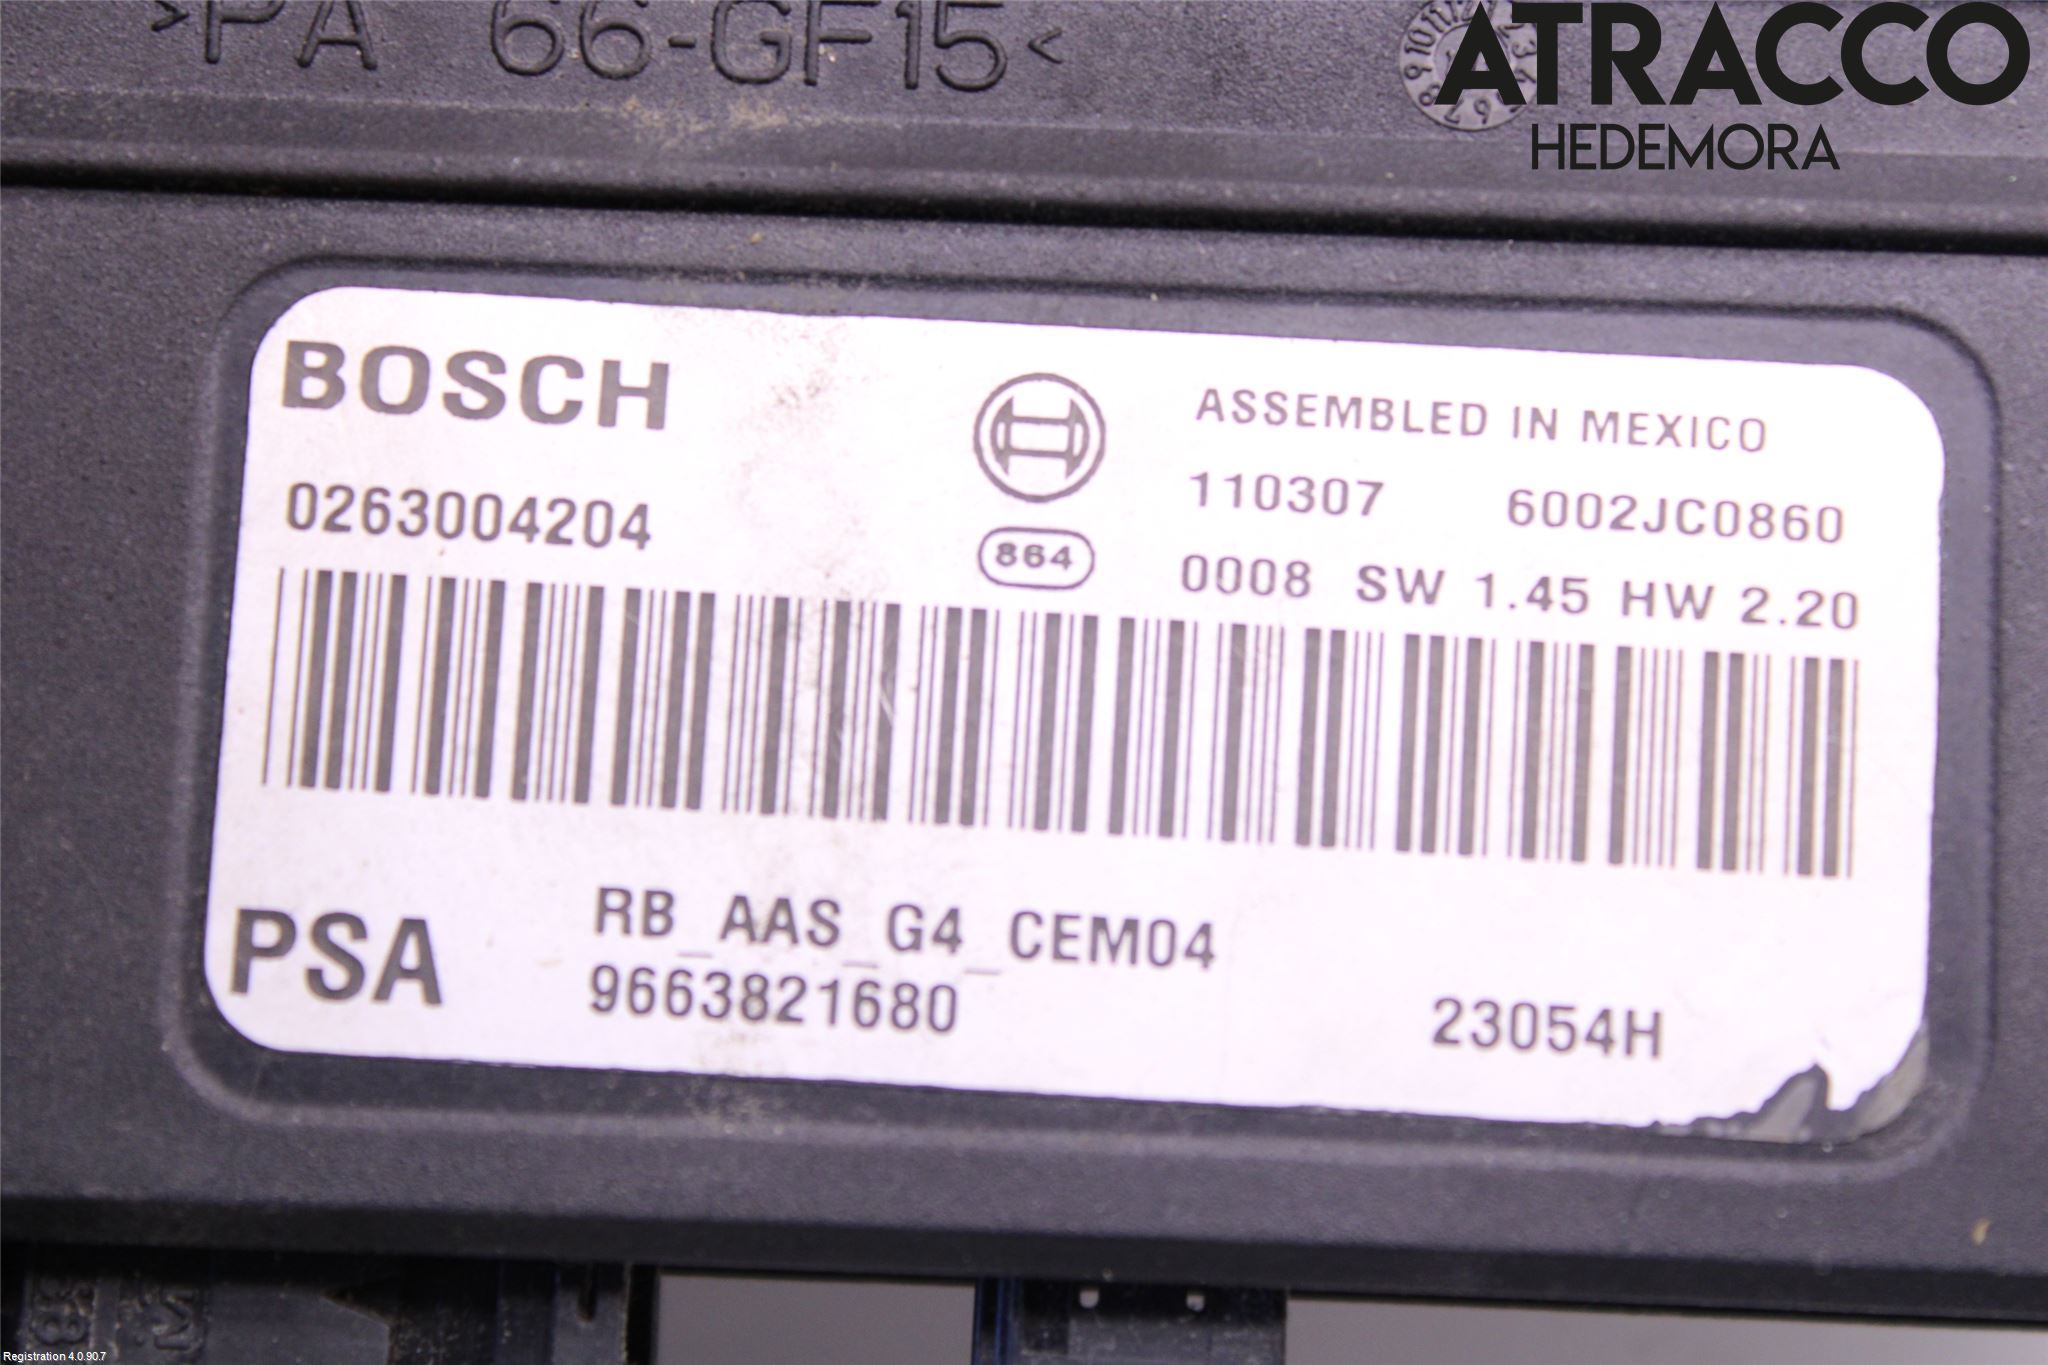 >PA 66-GF15<
ATRACCO
HEDEMORA
BOSCH
0263004204
864
ASSEMBLED IN MEXICO
110307 6002JC0860
0008 SW 1.45 HW 2.20
PSA
RB_AAS_G4_CEM04
9663821680
23054H
Registration 4.0.90.7